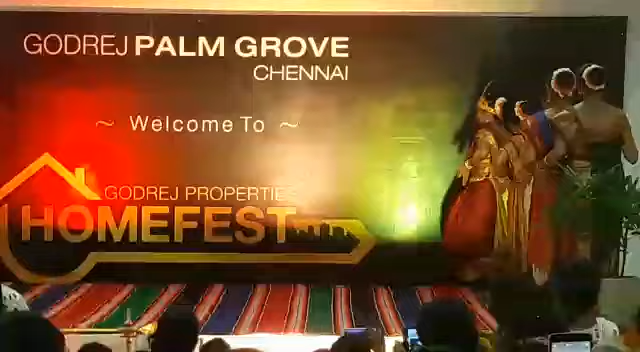 GODREJ PALM GROVE
CHENNAI
~ Welcome To ~
GODREJ PROPERTIES
HOMEFEST